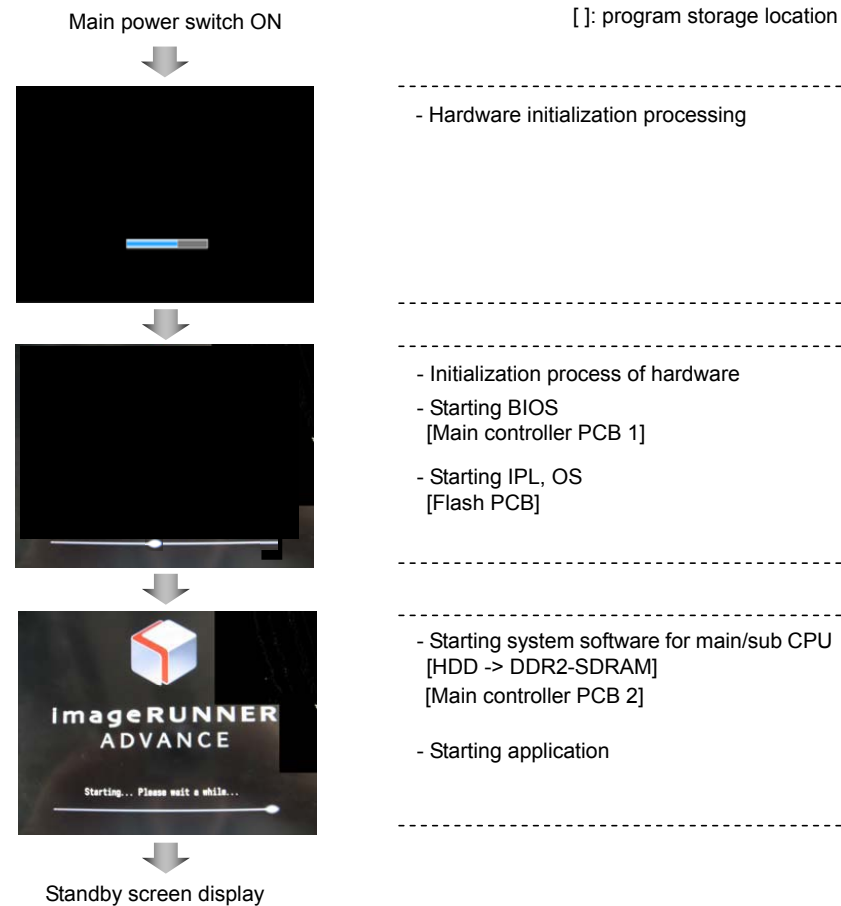 Main power switch ON
[ ]: program storage location
- Hardware initialization processing
- Initialization process of hardware
- Starting BIOS
[Main controller PCB 1]
- Starting IPL, OS
[Flash PCB]
imageRUNNER
ADVANCE
Starting... Please wait a while...
- Starting system software for main/sub CPU
[HDD -> DDR2-SDRAM]
[Main controller PCB 2]
- Starting application
Standby screen display